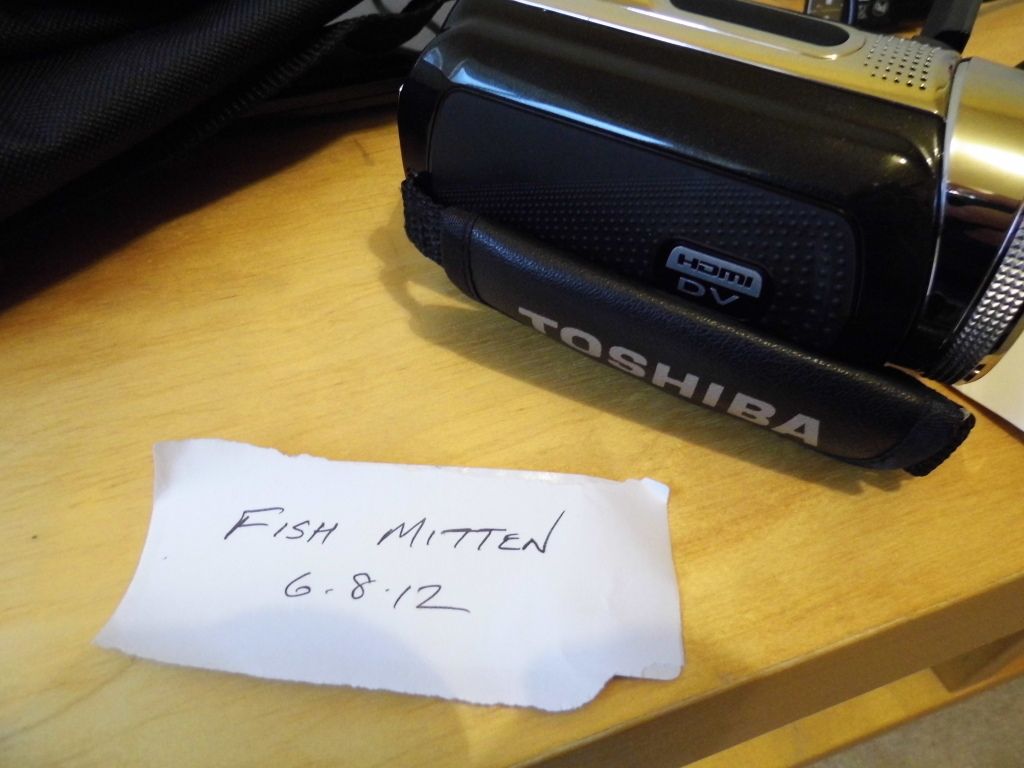 HDMI
DV
TOSHIBA
FISH MITTEN
6.8.12